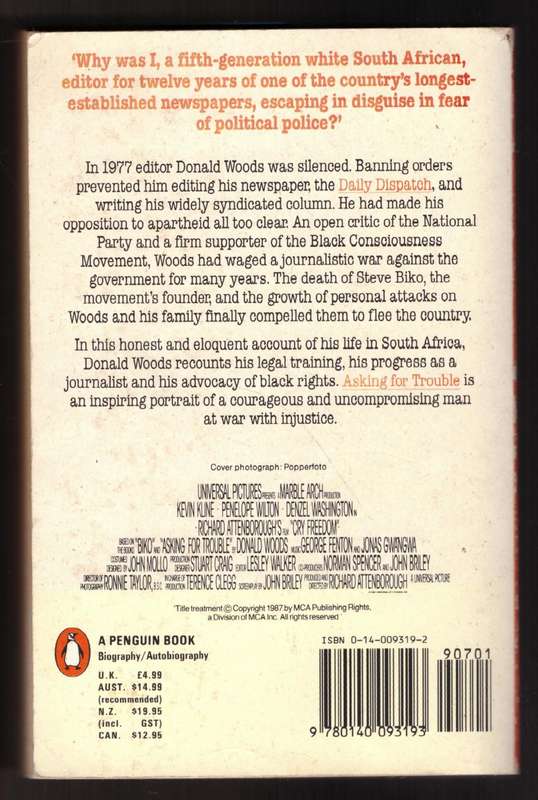 ‘Why was I, a fifth-generation white South African,
editor for twelve years of one of the country's longest-
established newspapers, escaping in disguise in fear
of political police?’
In 1977 editor Donald Woods was silenced. Banning orders
prevented him editing his newspaper, the Daily Dispatch, and
writing his widely syndicated column. He had made his
opposition to apartheid all too clear. An open critic of the National
Party and a firm supporter of the Black Consciousness
Movement, Woods had waged a journalistic war against the
government for many years. The death of Steve Biko, the
movement's founder, and the growth of personal attacks on
Woods and his family finally compelled them to flee the country.
In this honest and eloquent account of his life in South Africa,
Donald Woods recounts his legal training, his progress as a
journalist and his advocacy of black rights. Asking for Trouble is
an inspiring portrait of a courageous and uncompromising man
at war with injustice.
Cover photograph: Popperfoto
UNIVERSAL PICTURES PRESENTS A MARBLE ARCH PRODUCTION
KEVIN KLINE · PENELOPE WILTON · DENZEL WASHINGTON IN
RICHARD ATTENBOROUGH'S FILM "CRY FREEDOM"
BASED ON THE BOOKS "BIKO" AND "ASKING FOR TROUBLE" BY DONALD WOODS MUSIC GEORGE FENTON AND JONAS GWANGWA
COSTUMES DESIGNED BY JOHN MOLLO PRODUCTION DESIGNER STUART CRAIG EDITOR LESLEY WALKER CO-PRODUCERS NORMAN SPENCER AND JOHN BRILEY
DIRECTOR OF PHOTOGRAPHY RONNIE TAYLOR, B.S.C. IN CHARGE OF PRODUCTION TERENCE CLEGG SCREENPLAY BY JOHN BRILEY PRODUCED AND DIRECTED BY RICHARD ATTENBOROUGH A UNIVERSAL PICTURE
'Title treatment © Copyright 1987 by MCA Publishing Rights,
a Division of MCA Inc. All rights reserved
A PENGUIN BOOK
Biography/Autobiography
U.K. £4.99
AUST. $14.99
(recommended)
N.Z. $19.95
(incl. GST)
CAN. $12.95
ISBN 0-14-009319-2
90701
9 780140 093193